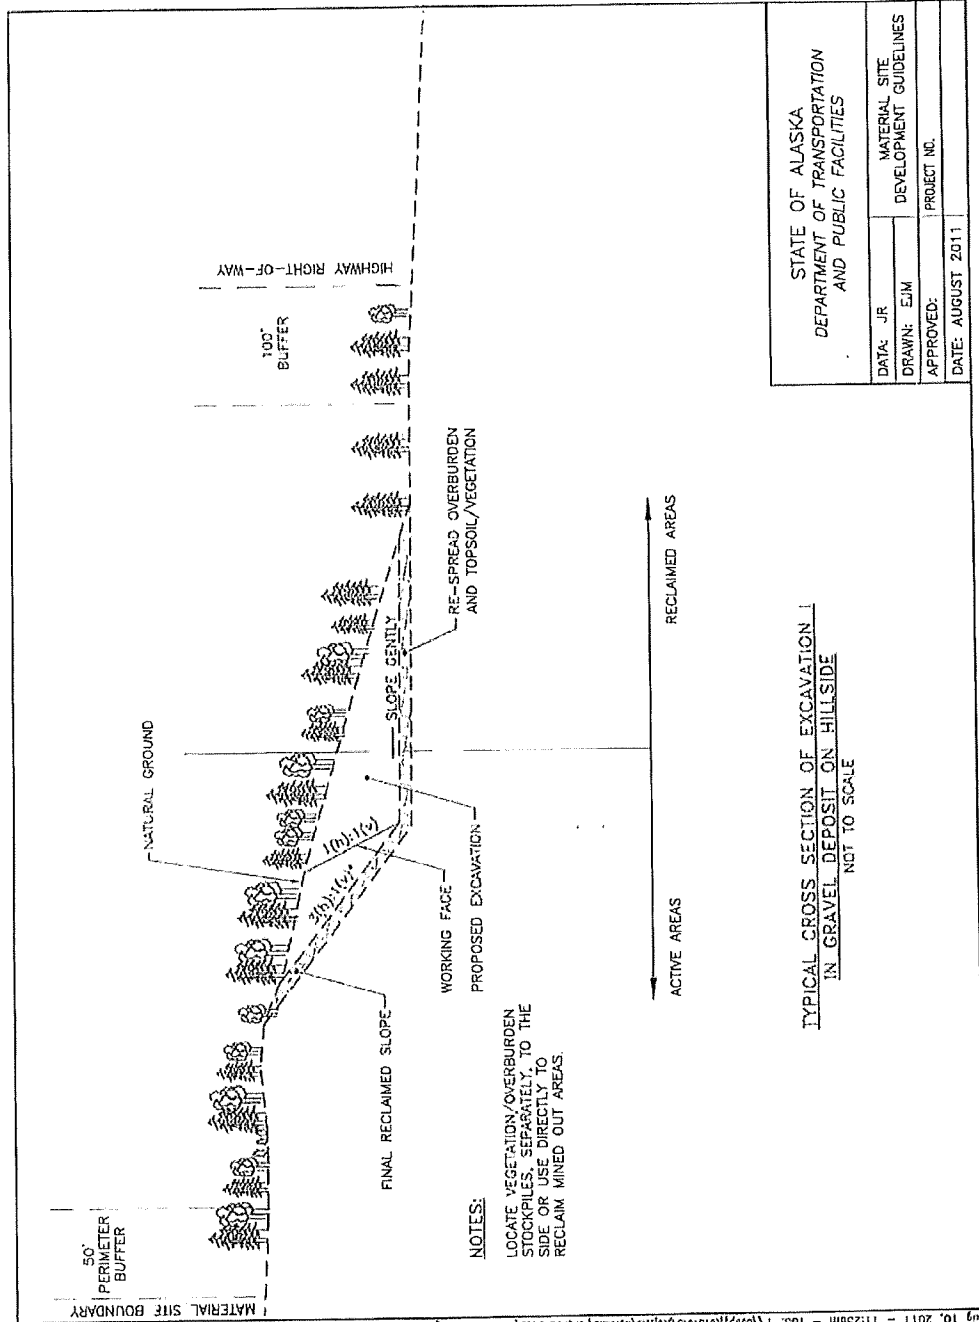 MATERIAL SITE BOUNDARY
50'
PERIMETER
BUFFER
NATURAL GROUND
100'
BUFFER
HIGHWAY RIGHT-OF-WAY
1(h):1(v)
3(h):1(v)*
SLOPE GENTLY
FINAL RECLAIMED SLOPE
WORKING FACE
PROPOSED EXCAVATION
RE-SPREAD OVERBURDEN
AND TOPSOIL/VEGETATION
NOTES:
LOCATE VEGETATION/OVERBURDEN
STOCKPILES, SEPARATELY, TO THE
SIDE OR USE DIRECTLY TO
RECLAIM MINED OUT AREAS.
ACTIVE AREAS
RECLAIMED AREAS
TYPICAL CROSS SECTION OF EXCAVATION
IN GRAVEL DEPOSIT ON HILLSIDE
NOT TO SCALE
STATE OF ALASKA
DEPARTMENT OF TRANSPORTATION
AND PUBLIC FACILITIES
DATA: JR
MATERIAL SITE
DRAWN: EJM
DEVELOPMENT GUIDELINES
APPROVED:
PROJECT NO.
DATE: AUGUST 2011
10, 2011 - 11:25am